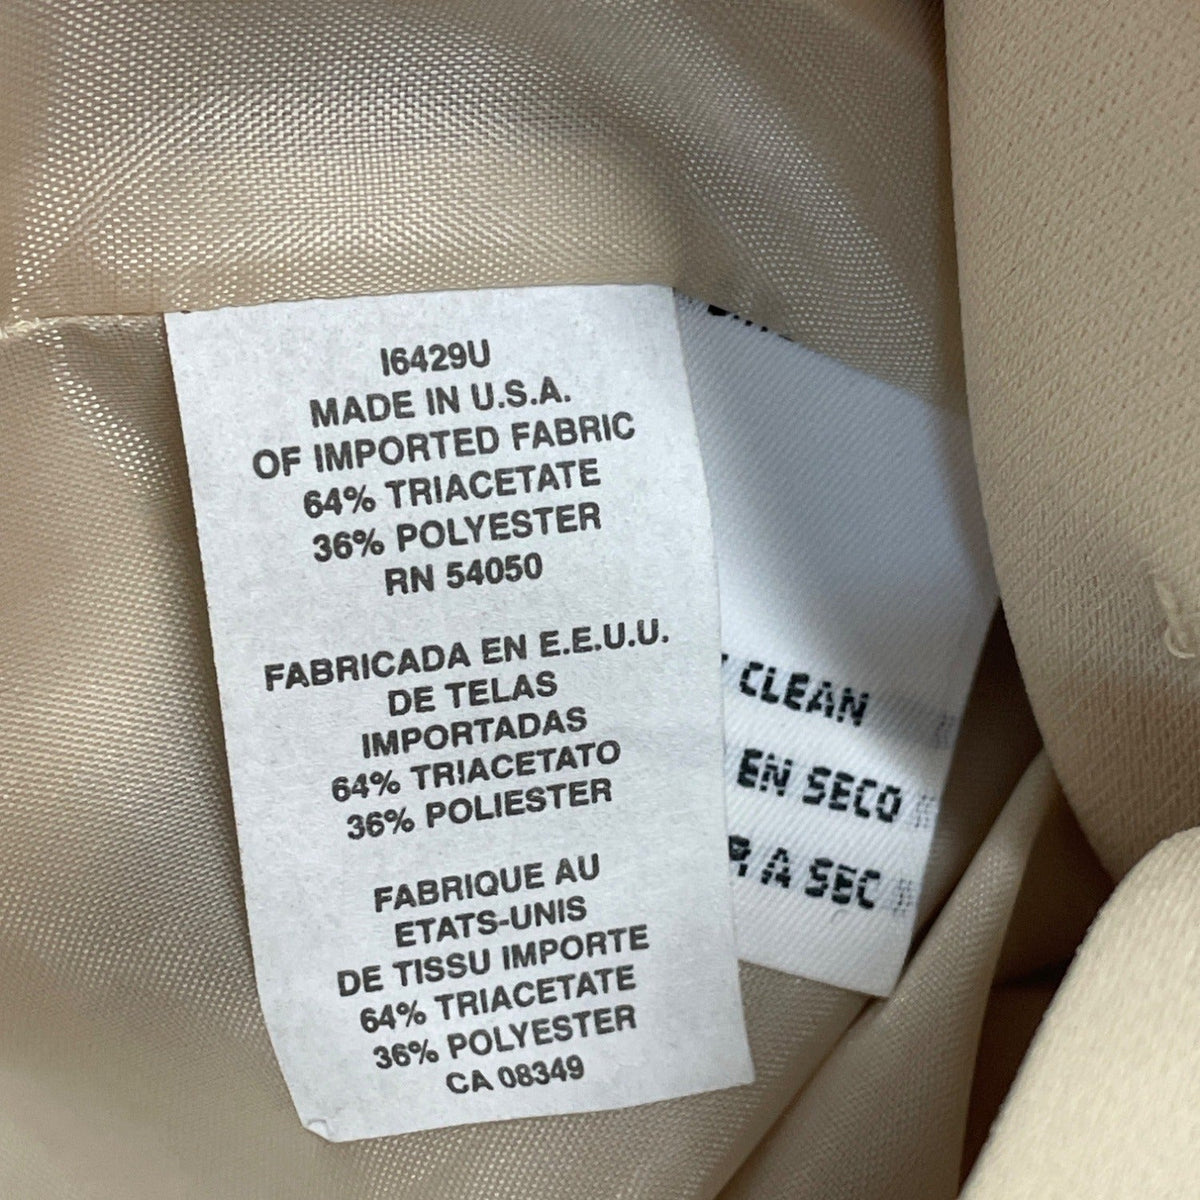 I6429U
MADE IN U.S.A.
OF IMPORTED FABRIC
64% TRIACETATE
36% POLYESTER
RN 54050
FABRICADA EN E.E.U.U.
DE TELAS
IMPORTADAS
64% TRIACETATO
36% POLIESTER
FABRIQUE AU
ETATS-UNIS
DE TISSU IMPORTE
64% TRIACETATE
36% POLYESTER
CA 08349
CLEAN
EN SECO
R A SEC